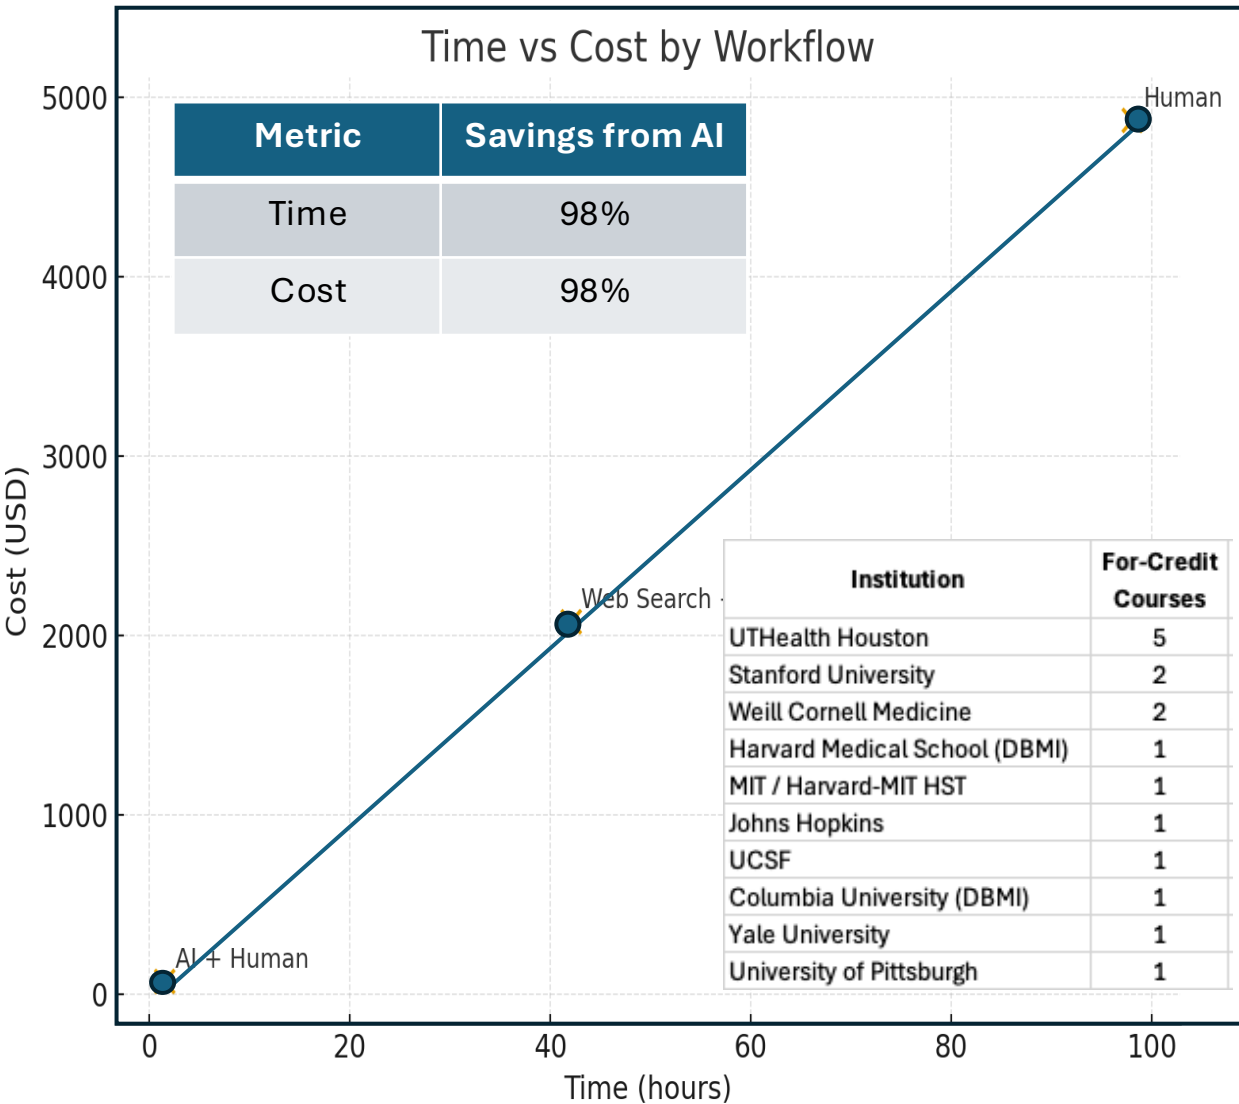 Time vs Cost by Workflow
5000
Human
Metric Savings from AI
Time 98%
Cost 98%
4000
3000
Cost (USD)
Web Search -
2000
1000
AI + Human
0
Institution For-Credit
Courses
UTHealth Houston 5
Stanford University 2
Weill Cornell Medicine 2
Harvard Medical School (DBMI) 1
MIT / Harvard-MIT HST 1
Johns Hopkins 1
UCSF 1
Columbia University (DBMI) 1
Yale University 1
University of Pittsburgh 1
0 20 40 60 80 100
Time (hours)